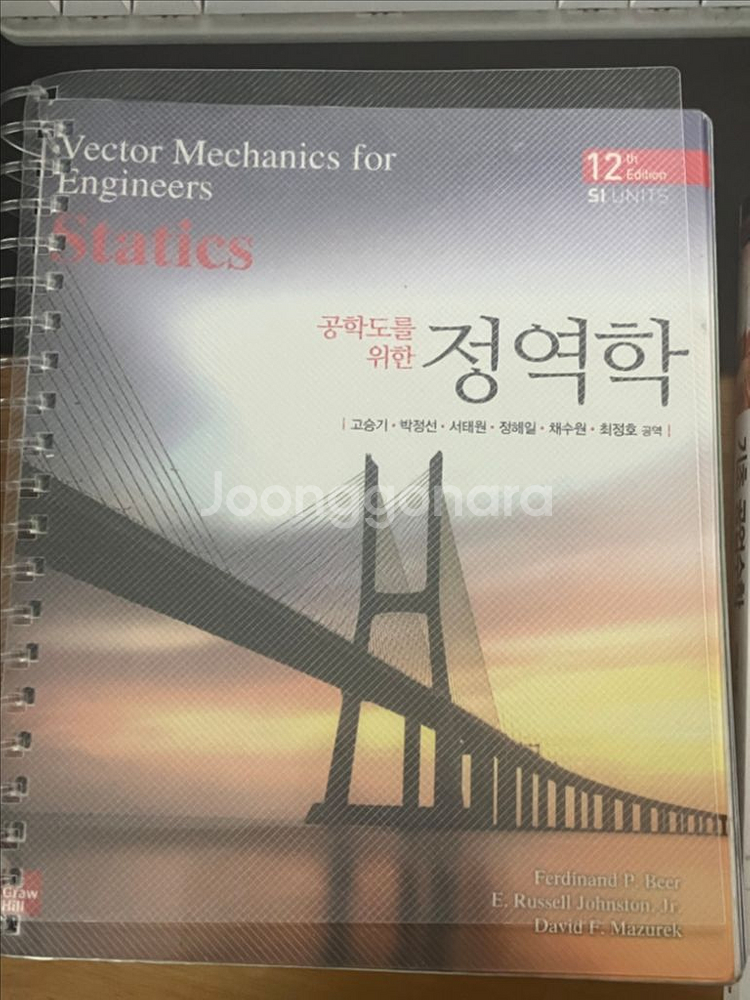 Vector Mechanics for
Engineers
Statics
12th
Edition
SI UNITS
공학도를
위한
정역학
| 고승기 · 박정선 · 서태원 · 장혜일 · 채수원 · 최정호 공역 |
Joonggonara
Graw
Hill
Ferdinand P. Beer
E. Russell Johnston, Jr.
David F. Mazurek